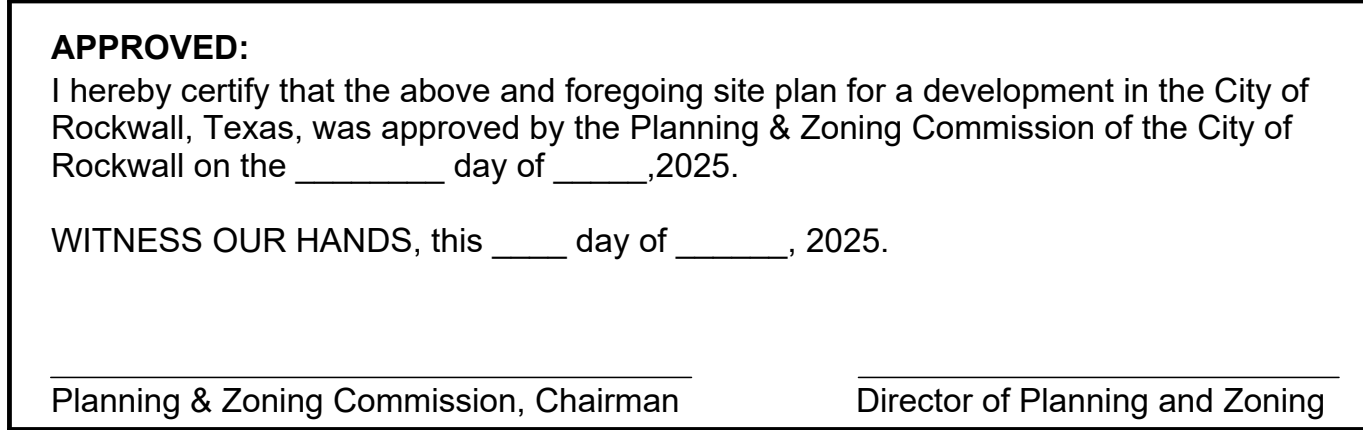 APPROVED:
I hereby certify that the above and foregoing site plan for a development in the City of
Rockwall, Texas, was approved by the Planning & Zoning Commission of the City of
Rockwall on the ________ day of _____,2025.
WITNESS OUR HANDS, this ____ day of ______, 2025.
Planning & Zoning Commission, Chairman
Director of Planning and Zoning